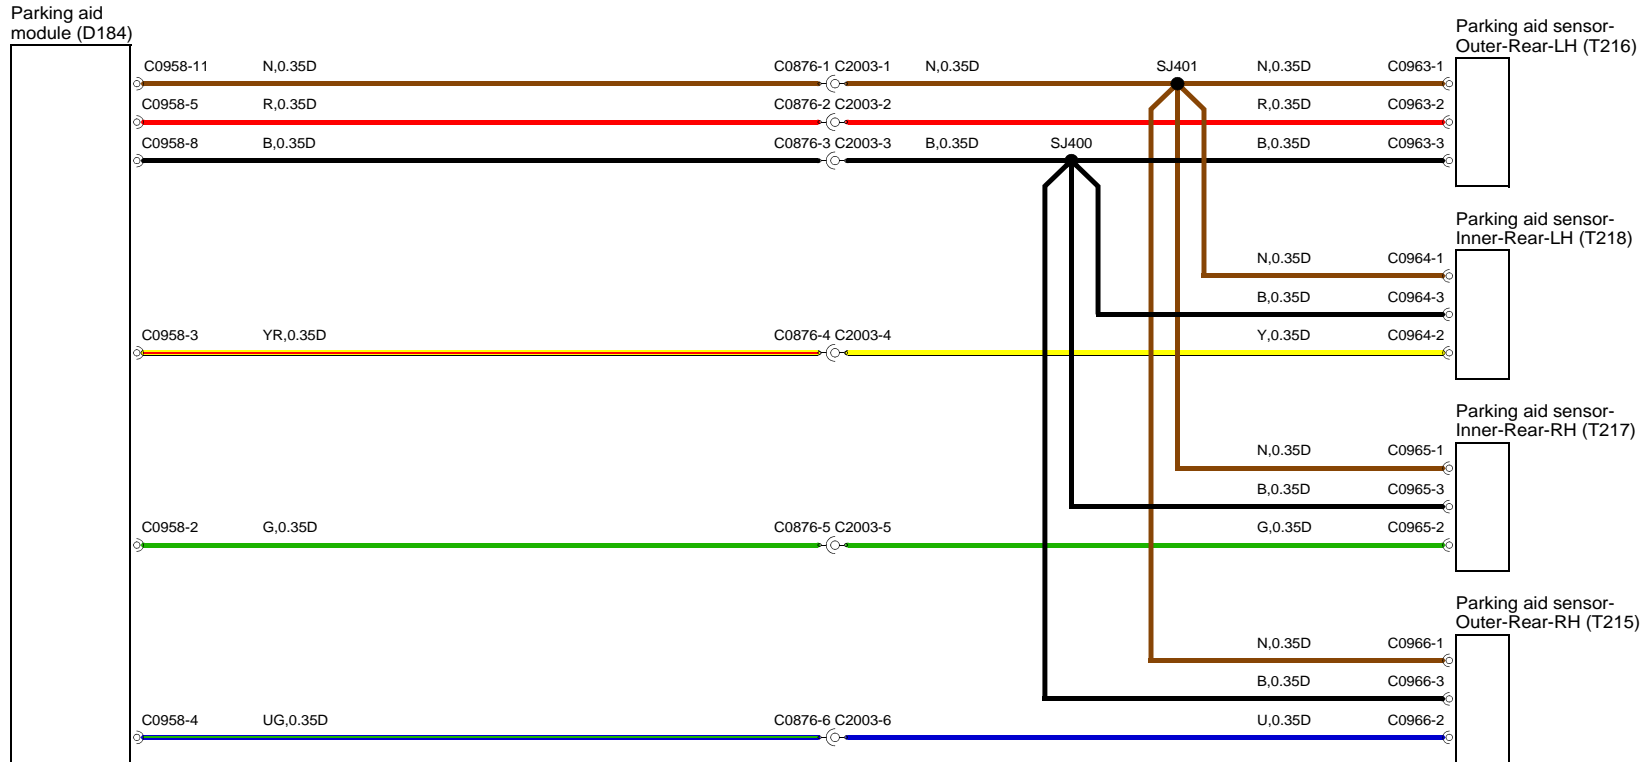 Parking aid
module (D184)
Parking aid sensor-
Outer-Rear-LH (T216)
C0958-11 N,0.35D C0876-1 C2003-1 N,0.35D SJ401 N,0.35D C0963-1
C0958-5 R,0.35D C0876-2 C2003-2 R,0.35D C0963-2
C0958-8 B,0.35D C0876-3 C2003-3 B,0.35D SJ400 B,0.35D C0963-3
Parking aid sensor-
Inner-Rear-LH (T218)
N,0.35D C0964-1
B,0.35D C0964-3
C0958-3 YR,0.35D C0876-4 C2003-4 Y,0.35D C0964-2
Parking aid sensor-
Inner-Rear-RH (T217)
N,0.35D C0965-1
B,0.35D C0965-3
C0958-2 G,0.35D C0876-5 C2003-5 G,0.35D C0965-2
Parking aid sensor-
Outer-Rear-RH (T215)
N,0.35D C0966-1
B,0.35D C0966-3
C0958-4 UG,0.35D C0876-6 C2003-6 U,0.35D C0966-2